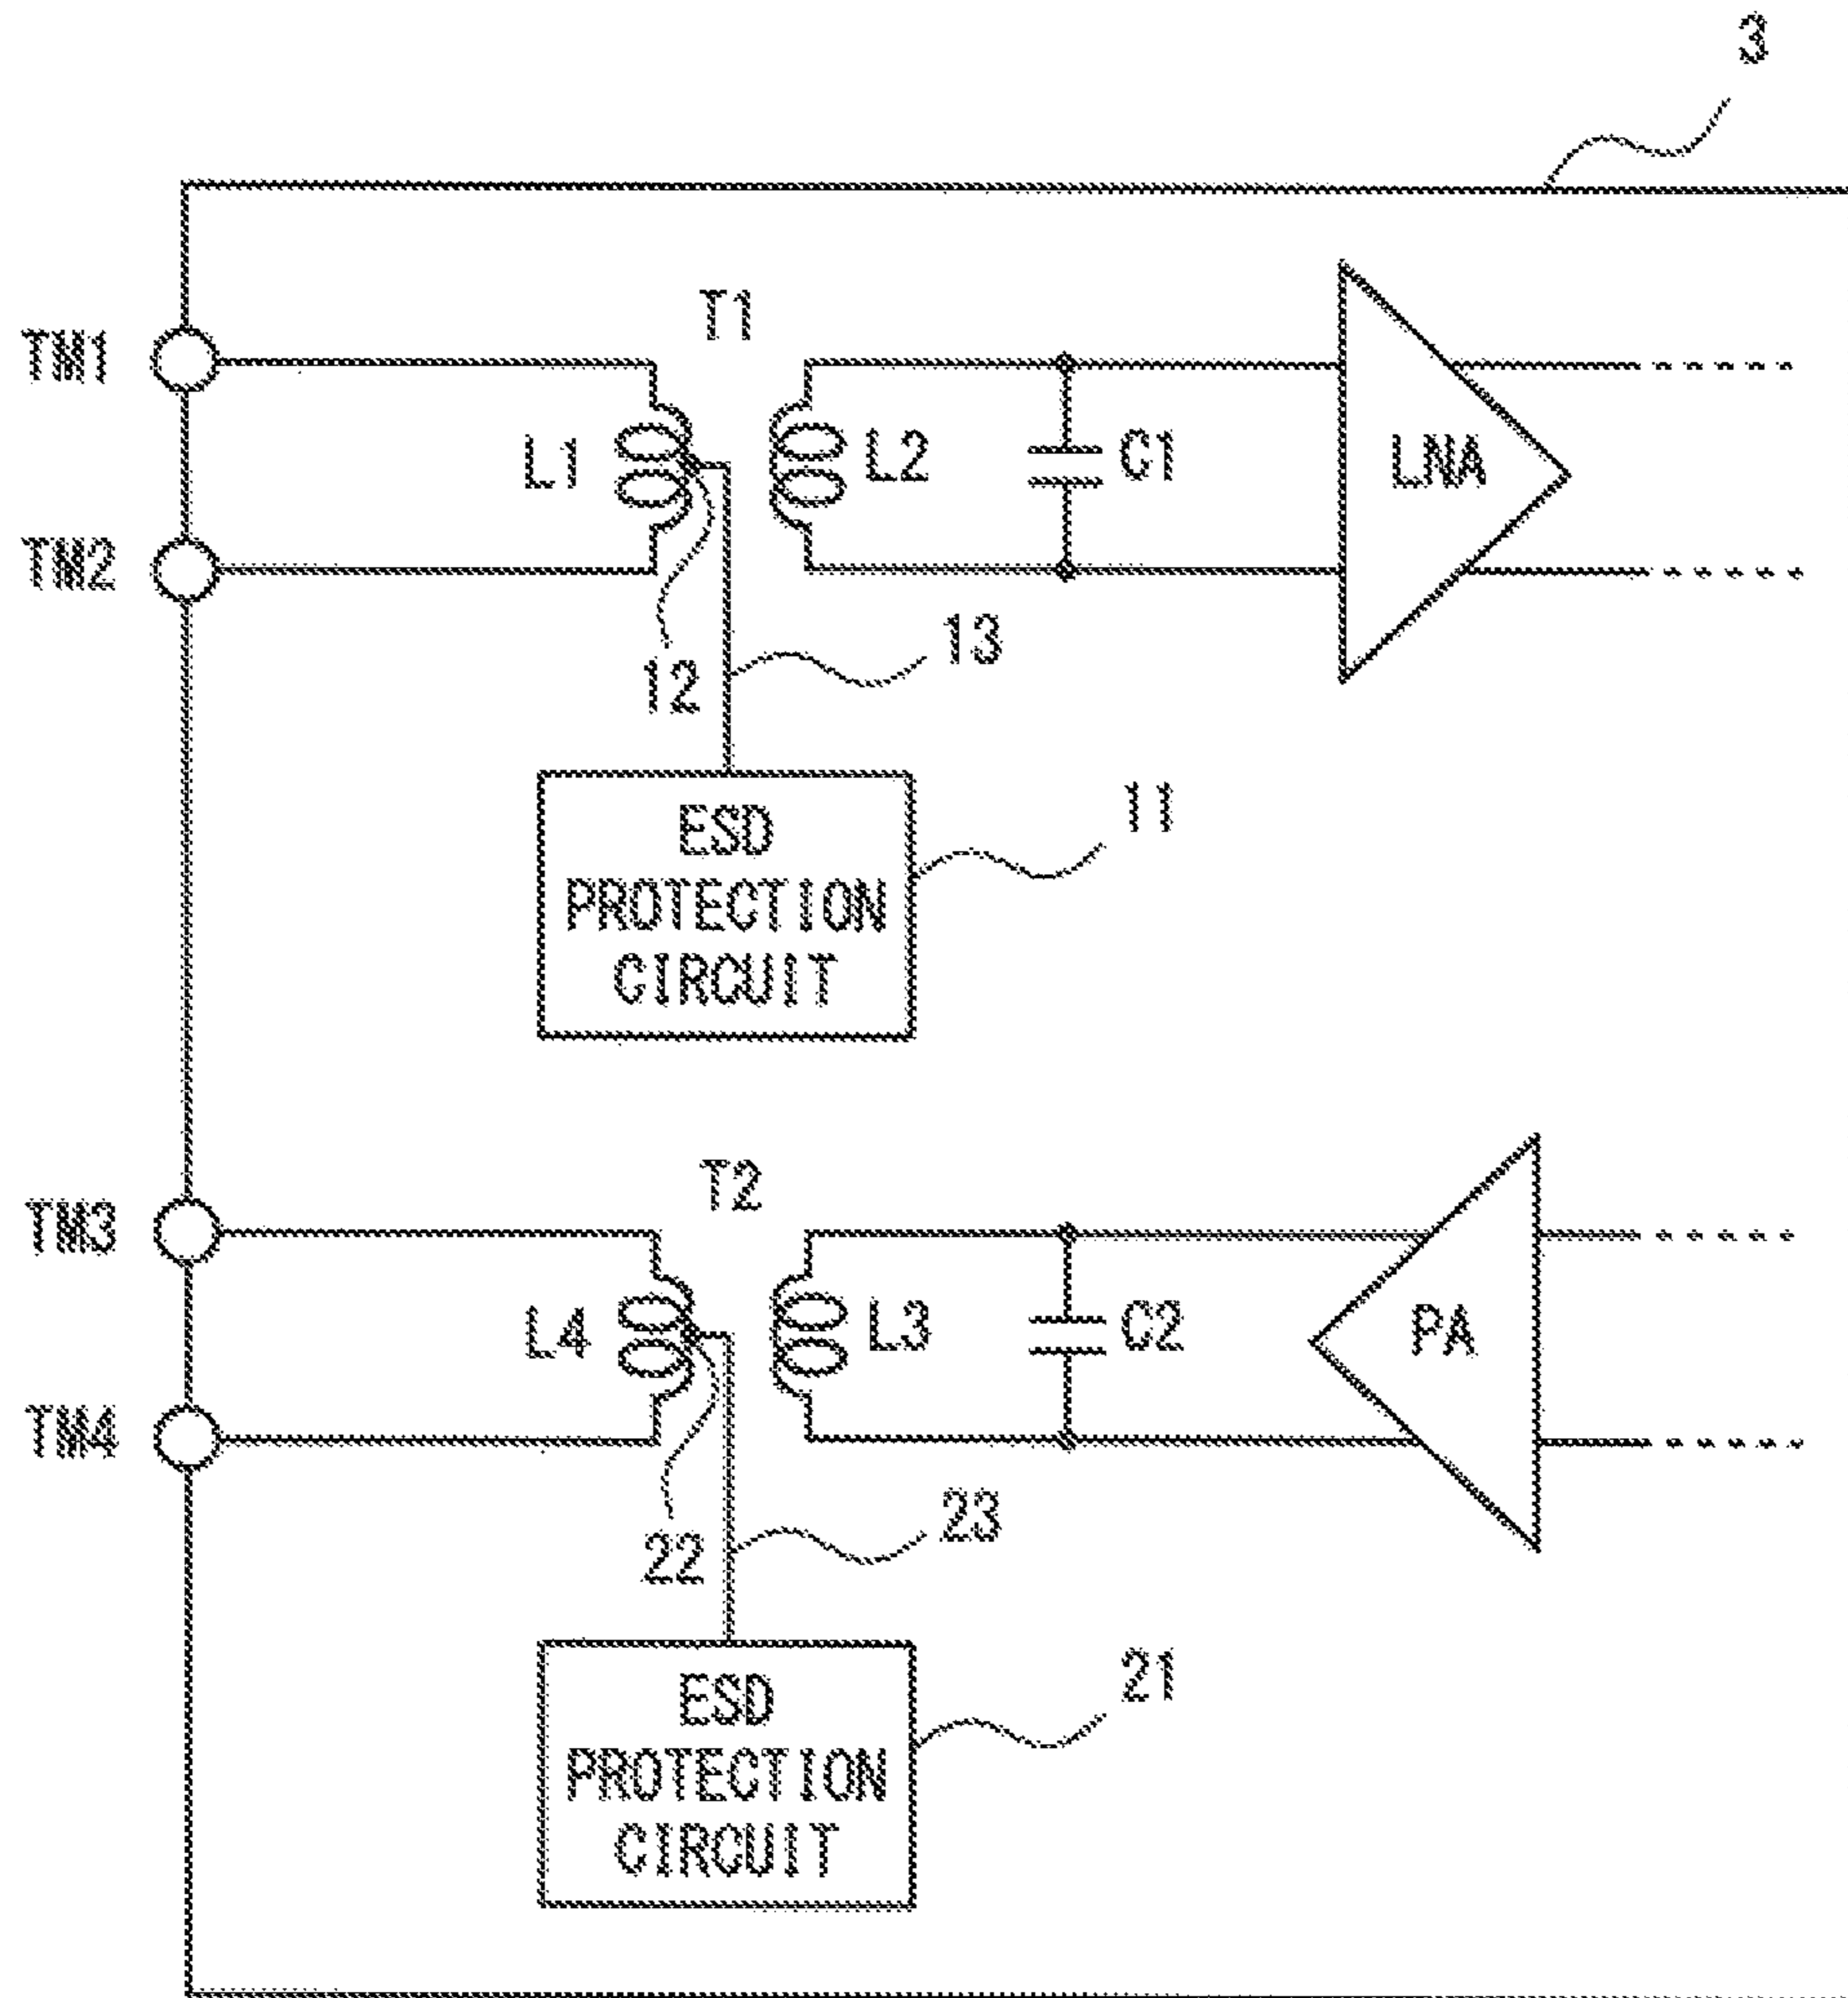 3
T1
TM1
L1
L2
C1
LNA
TM2
12
13
ESD
PROTECTION
CIRCUIT
11
T2
TM3
L4
L3
C2
PA
TM4
22
23
ESD
PROTECTION
CIRCUIT
21